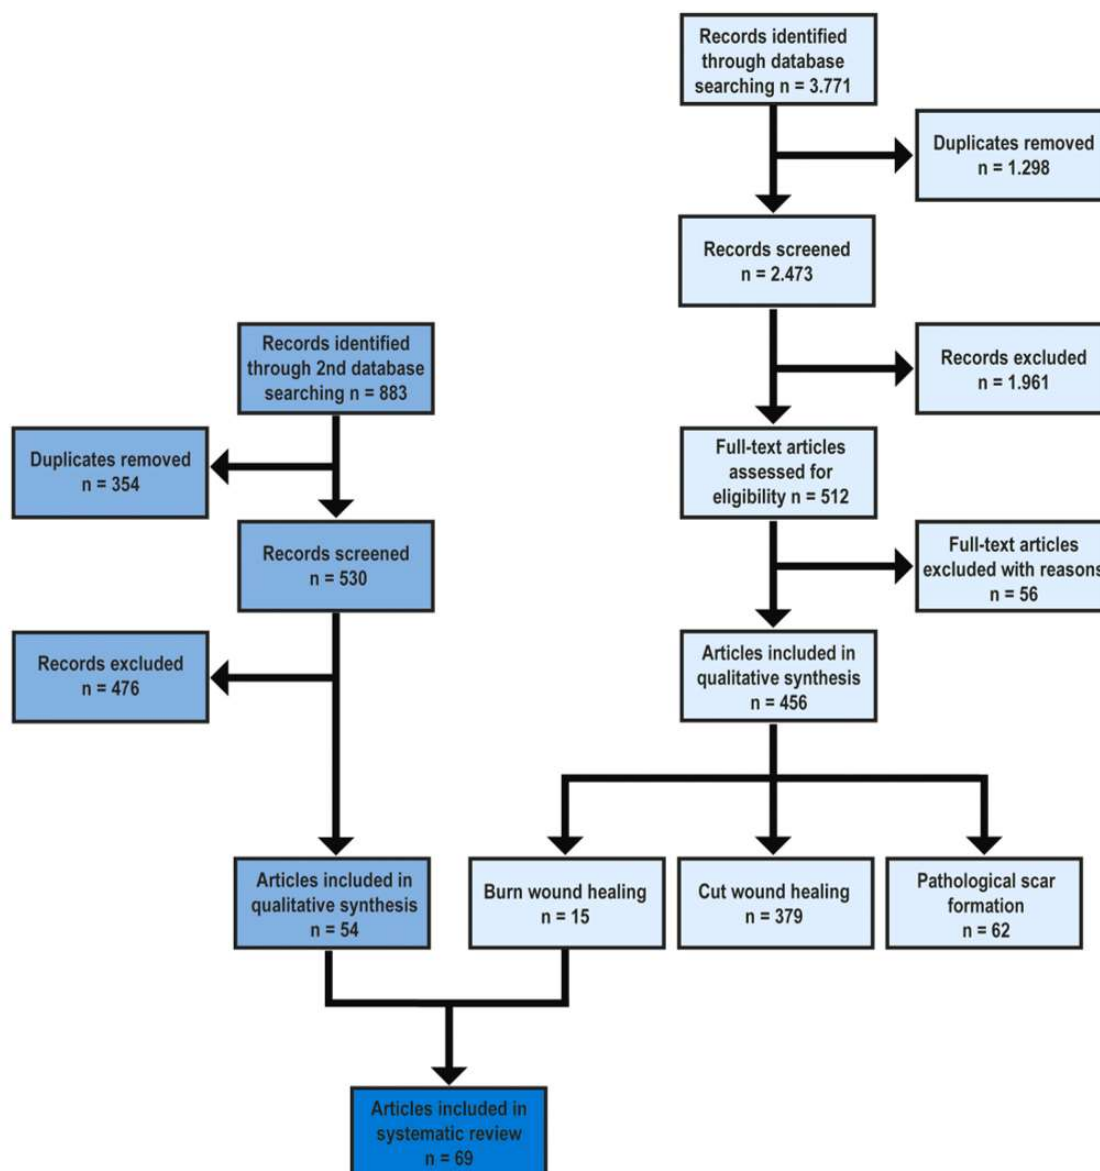 Records identified
through database
searching n = 3.771
Duplicates removed
n = 1.298
Records screened
n = 2.473
Records excluded
n = 1.961
Full-text articles
assessed for
eligibility n = 512
Full-text articles
excluded with reasons
n = 56
Articles included in
qualitative synthesis
n = 456
Burn wound healing
n = 15
Cut wound healing
n = 379
Pathological scar
formation
n = 62
Records identified
through 2nd database
searching n = 883
Duplicates removed
n = 354
Records screened
n = 530
Records excluded
n = 476
Articles included in
qualitative synthesis
n = 54
Articles included in
systematic review
n = 69